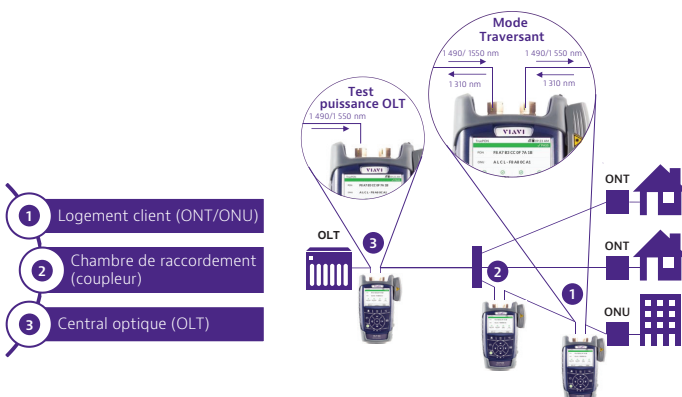 Mode
Traversant
1 490/ 1550 nm
1 490/1 550 nm
1 310 nm
1 310 nm
Test
puissance OLT
1 490/1 550 nm
VIAVI
VIAVI
1 Logement client (ONT/ONU)
2 Chambre de raccordement
(coupleur)
3 Central optique (OLT)
OLT
3
2
1
ONT
ONT
ONU